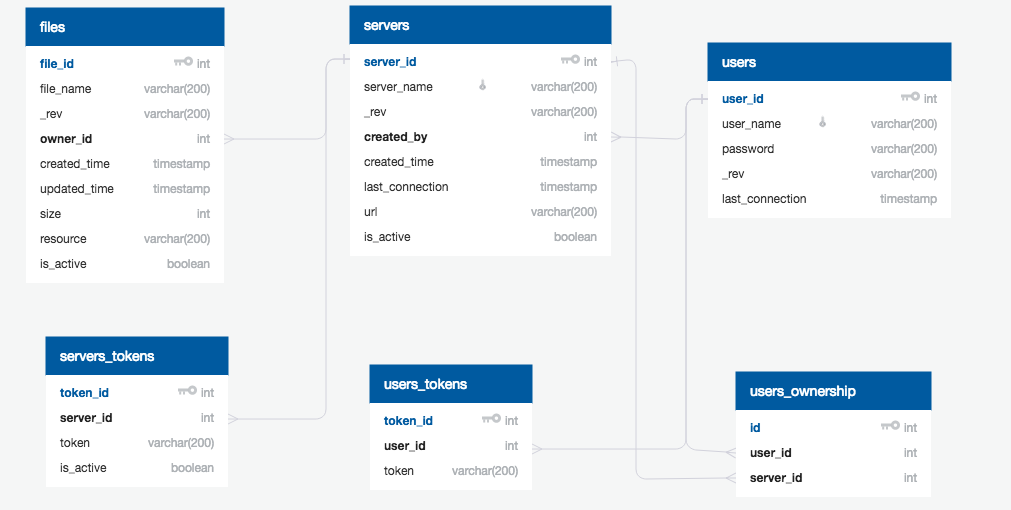 files
file_id int
file_name varchar(200)
_rev varchar(200)
owner_id int
created_time timestamp
updated_time timestamp
size int
resource varchar(200)
is_active boolean
servers
server_id int
server_name varchar(200)
_rev varchar(200)
created_by int
created_time timestamp
last_connection timestamp
url varchar(200)
is_active boolean
users
user_id int
user_name varchar(200)
password varchar(200)
_rev varchar(200)
last_connection timestamp
servers_tokens
token_id int
server_id int
token varchar(200)
is_active boolean
users_tokens
token_id int
user_id int
token varchar(200)
users_ownership
id int
user_id int
server_id int